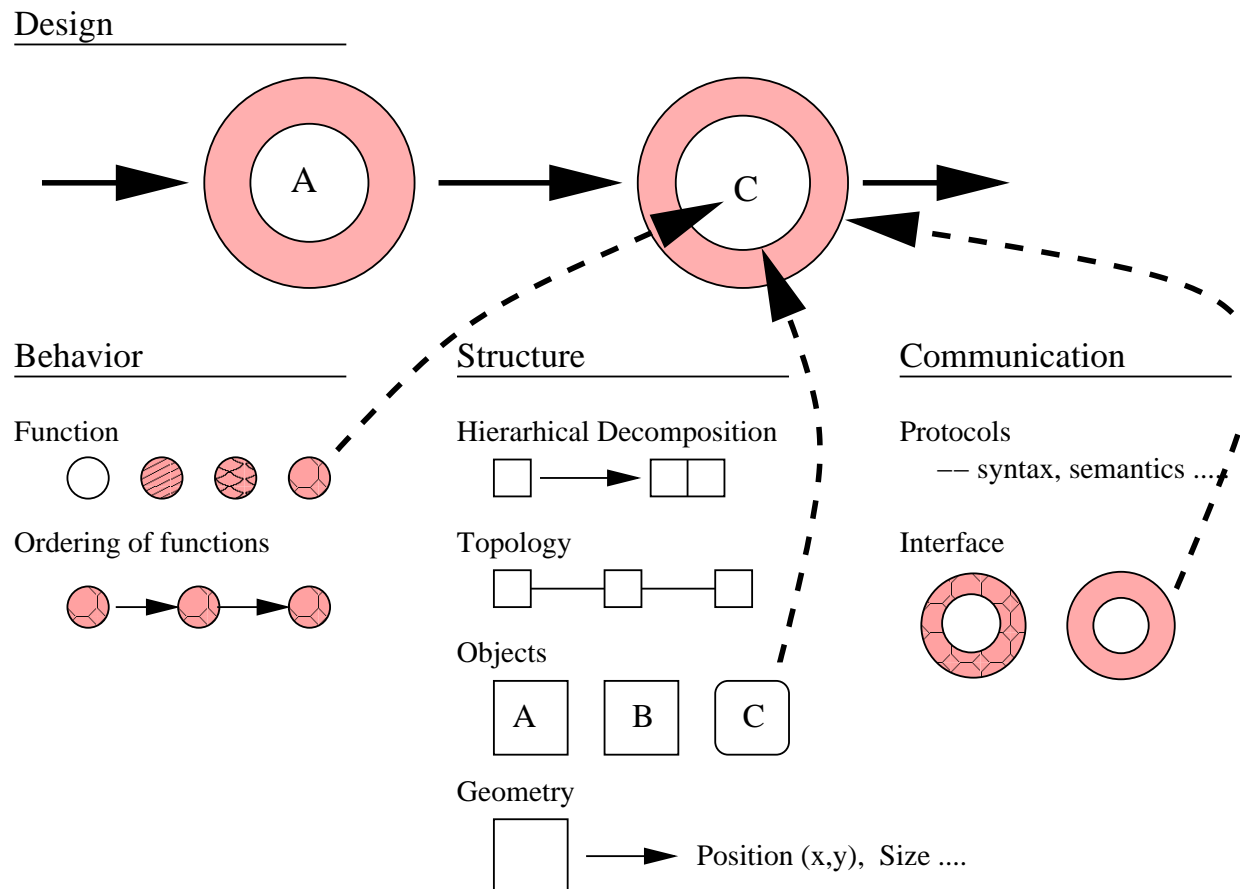 Design
A
C
Behavior
Structure
Communication
Function
Hierarhical Decomposition
Protocols
−− syntax, semantics ....
Ordering of functions
Topology
Interface
Objects
A
B
C
Geometry
Position (x,y), Size ....